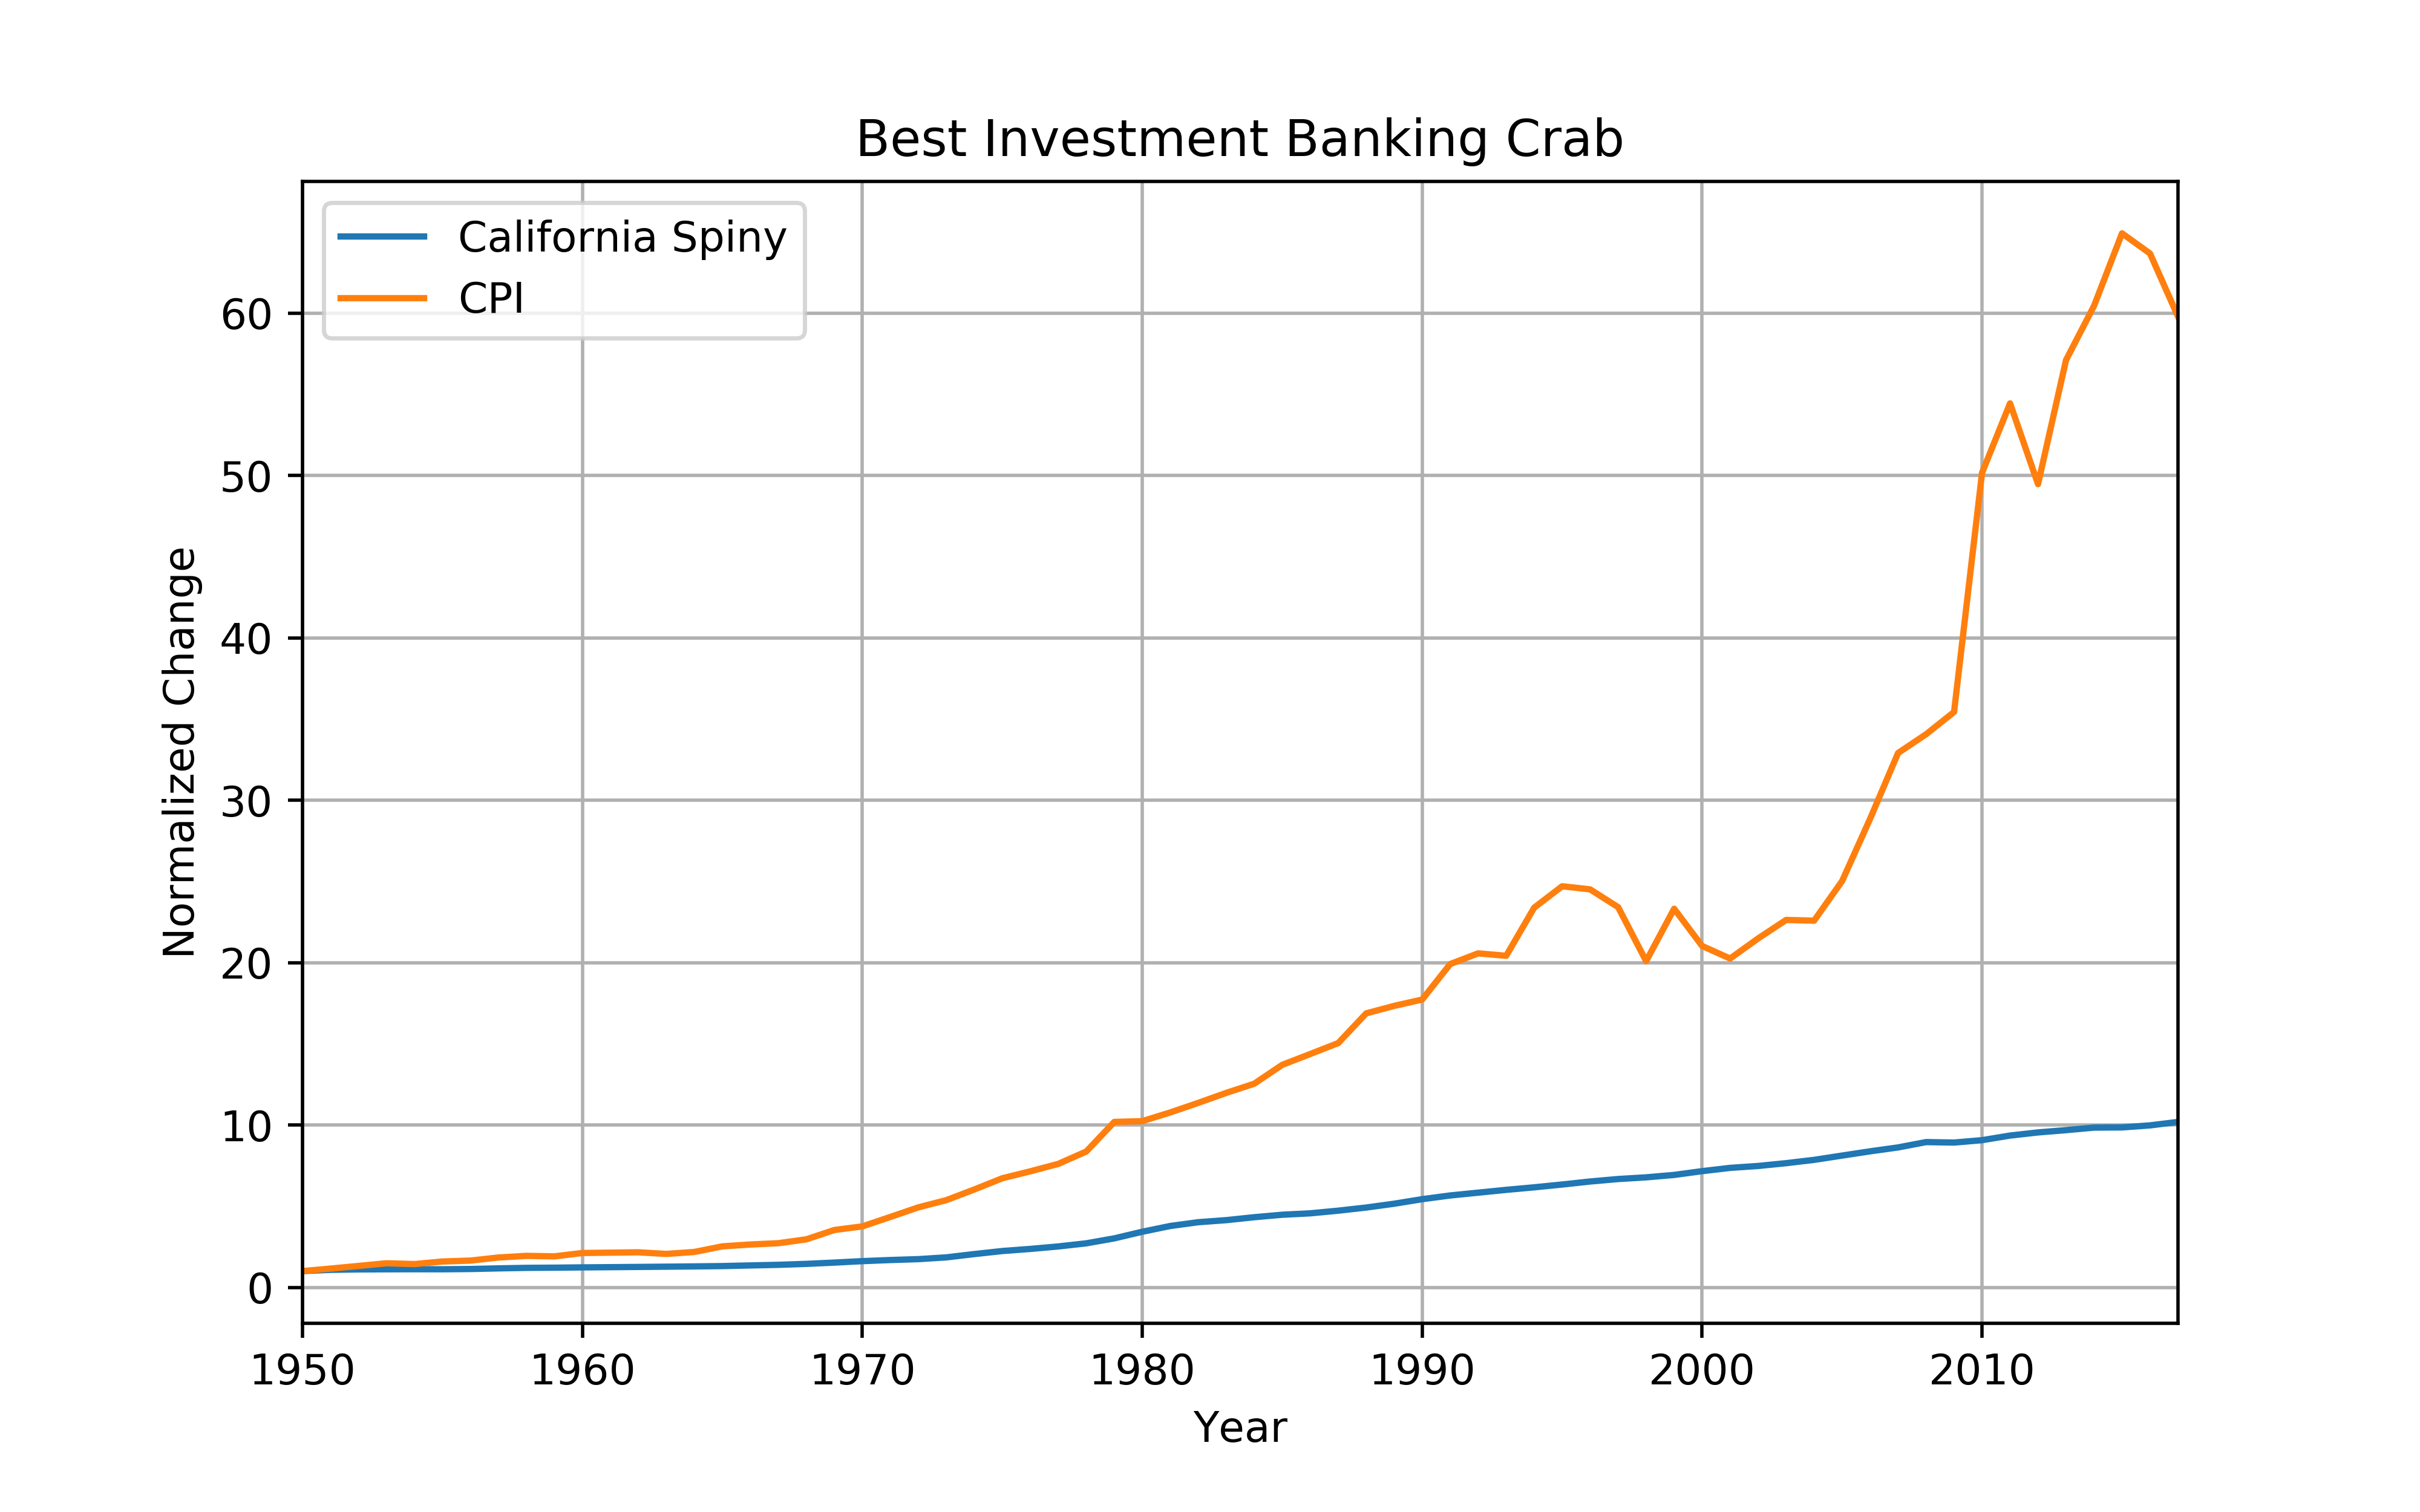 Best Investment Banking Crab
California Spiny
CPI
60
50
40
30
20
10
0
Normalized Change
1950 1960 1970 1980 1990 2000 2010
Year